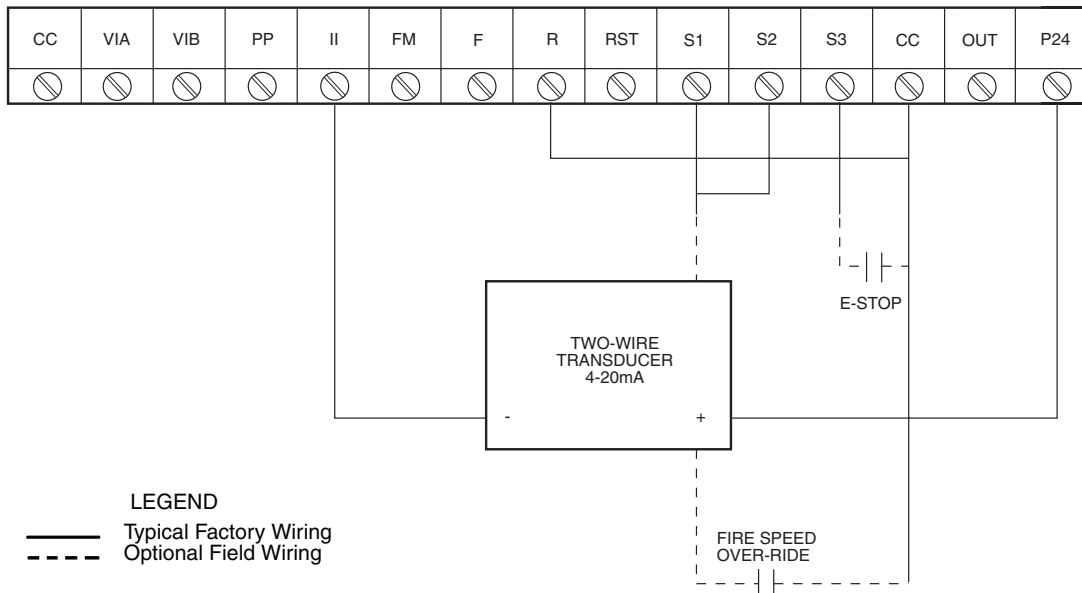 CC VIA VIB PP II FM F R RST S1 S2 S3 CC OUT P24
E-STOP
TWO-WIRE
TRANSDUCER
4-20mA
- +
LEGEND
Typical Factory Wiring
Optional Field Wiring
FIRE SPEED
OVER-RIDE